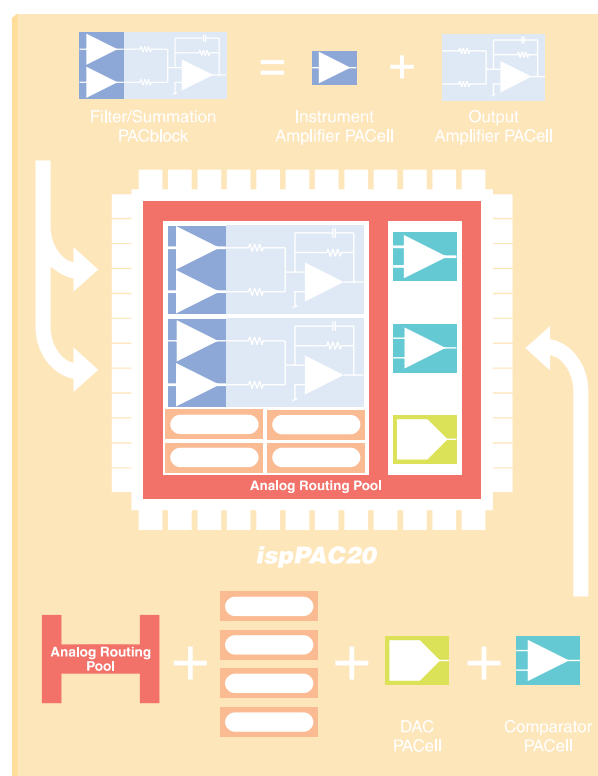 Filter/Summation
PACblock
=
Instrument
Amplifier PACell
+
Output
Amplifier PACell
Analog Routing Pool
ispPAC20
Analog Routing
Pool
+
+
DAC
PACell
+
Comparator
PACell